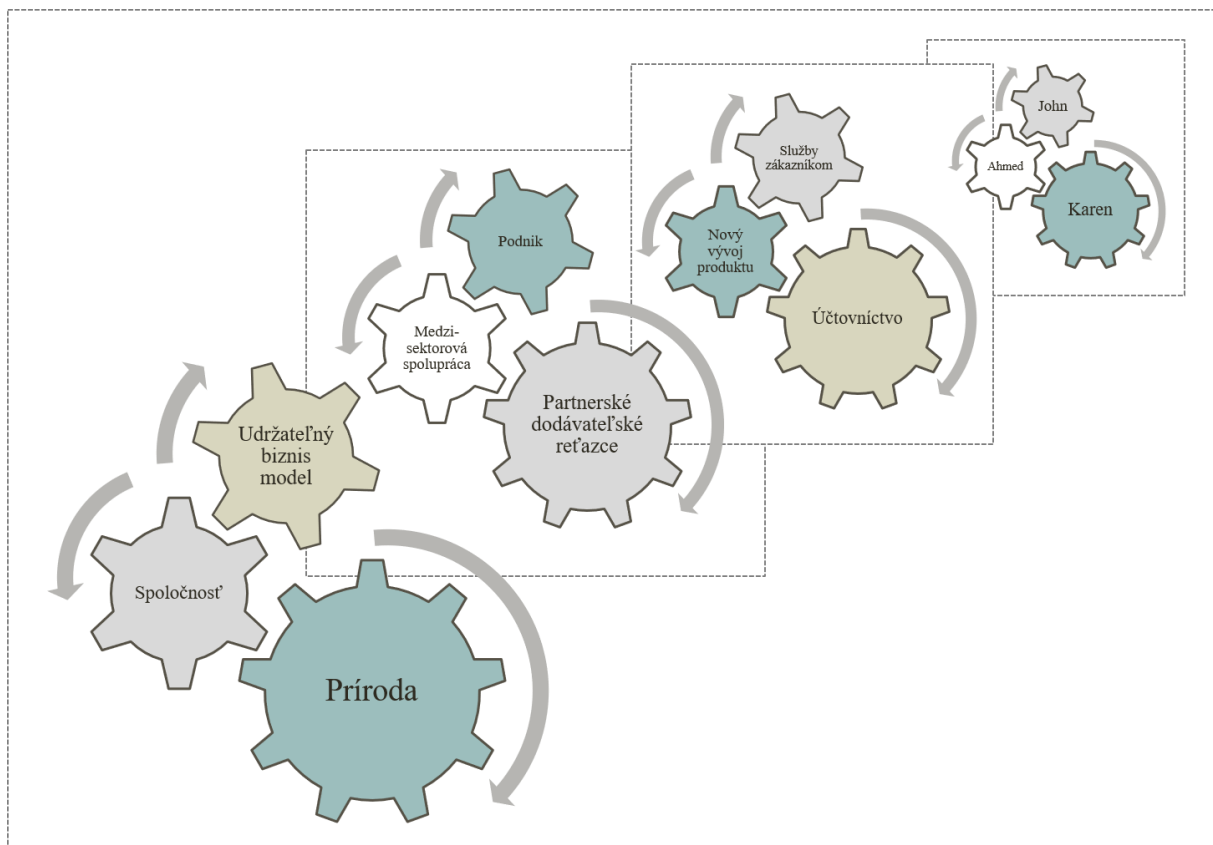 John
Ahmed
Karen
Služby
zákazníkom
Nový
vývoj
produktu
Účtovníctvo
Podnik
Medzi-
sektorová
spolupráca
Partnerské
dodávateľské
reťazce
Udržateľný
biznis
model
Spoločnosť
Príroda